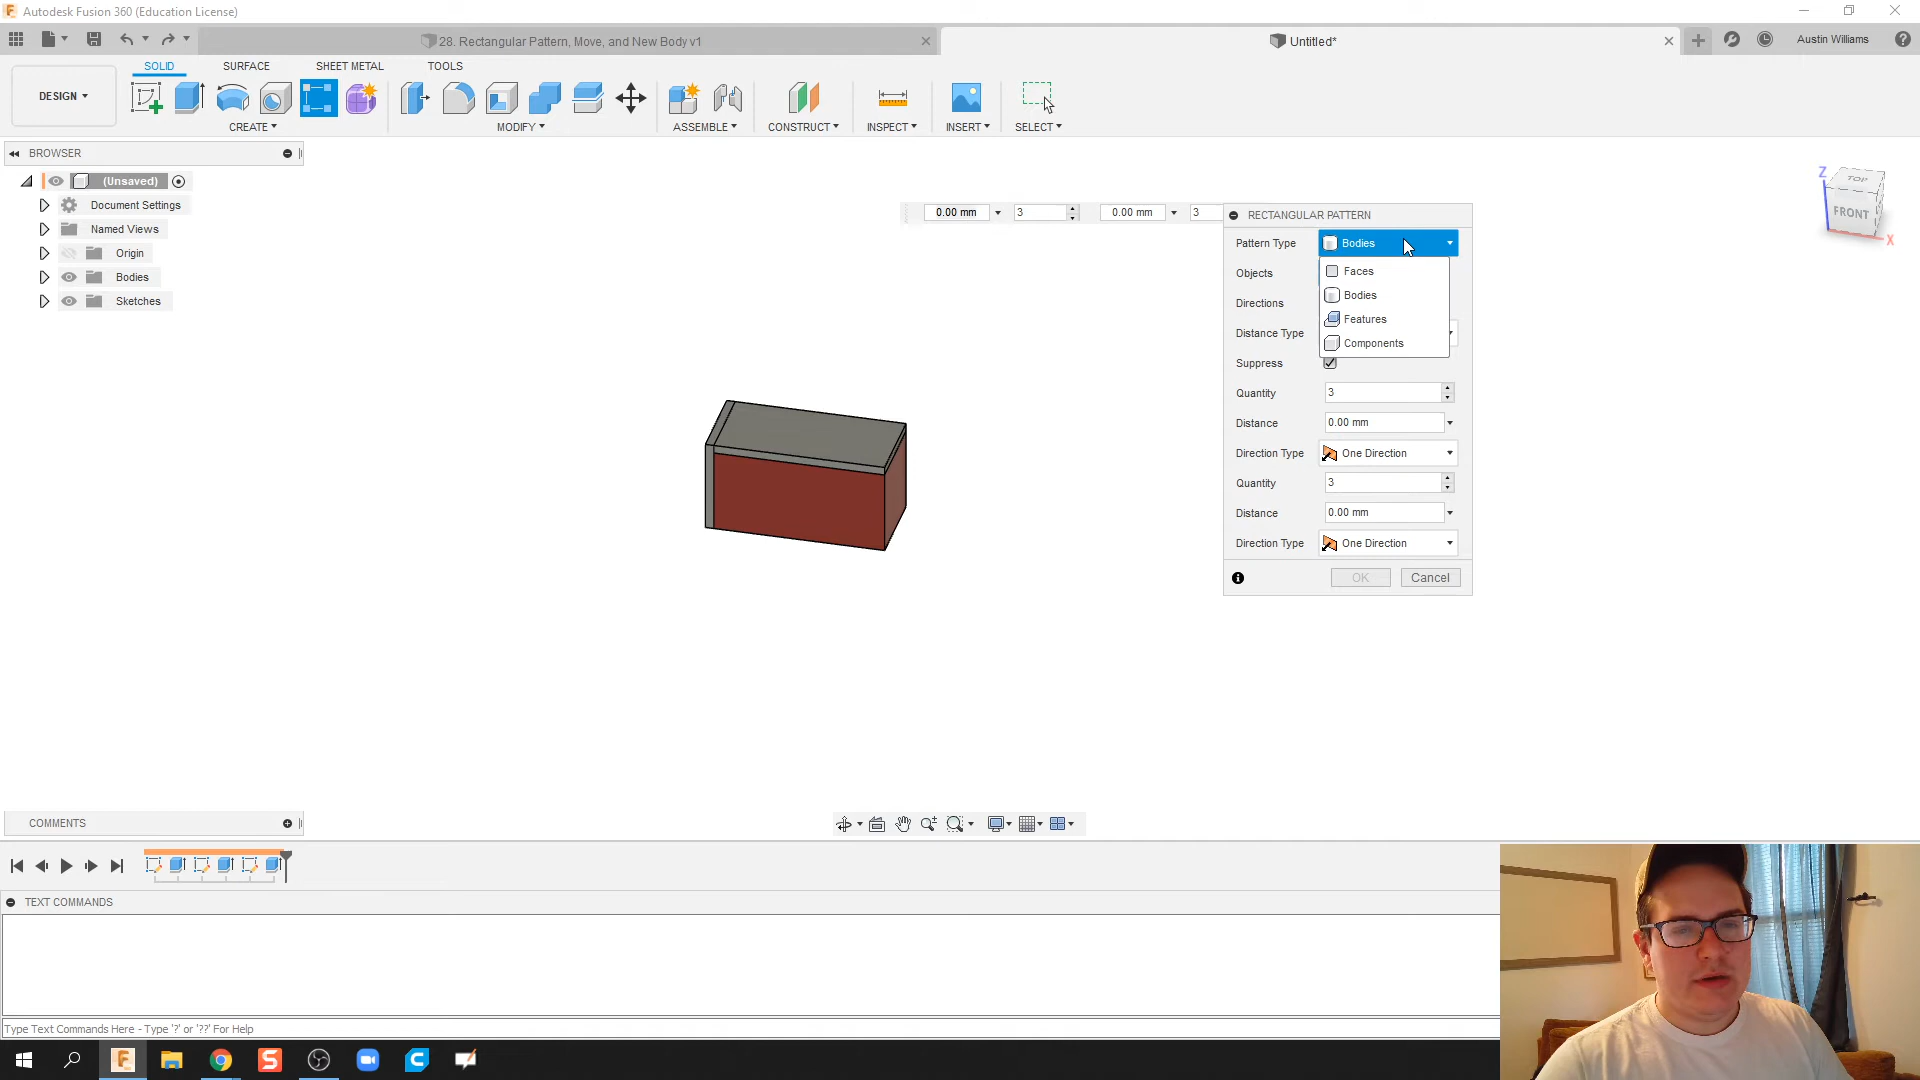 Autodesk Fusion 360 (Education License)
28. Rectangular Pattern, Move, and New Body v1
Untitled*
Austin Williams
SOLID SURFACE SHEET METAL TOOLS
DESIGN
CREATE MODIFY ASSEMBLE CONSTRUCT INSPECT INSERT SELECT
BROWSER
(Unsaved)
Document Settings
Named Views
Origin
Bodies
Sketches
0.00 mm 3 0.00 mm 3
TOP
FRONT
Z
X
RECTANGULAR PATTERN
Pattern Type Bodies
Faces
Bodies
Features
Components
Objects
Directions
Distance Type
Suppress
Quantity 3
Distance 0.00 mm
Direction Type One Direction
Quantity 3
Distance 0.00 mm
Direction Type One Direction
OK Cancel
COMMENTS
TEXT COMMANDS
Type Text Commands Here - Type '?' or '??' For Help